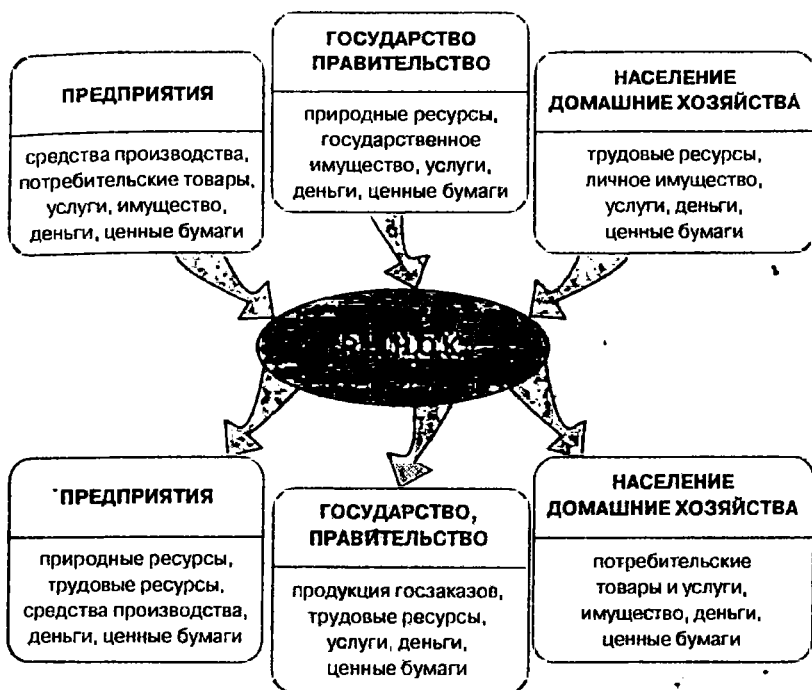 ПРЕДПРИЯТИЯ
средства производства,
потребительские товары,
услуги, имущество,
деньги, ценные бумаги
ГОСУДАРСТВО
ПРАВИТЕЛЬСТВО
природные ресурсы,
государственное
имущество, услуги,
деньги, ценные бумаги
НАСЕЛЕНИЕ
ДОМАШНИЕ ХОЗЯЙСТВА
трудовые ресурсы,
личное имущество,
услуги, деньги,
ценные бумаги
РЫНОК
ПРЕДПРИЯТИЯ
природные ресурсы,
трудовые ресурсы,
средства производства,
деньги, ценные бумаги
ГОСУДАРСТВО,
ПРАВИТЕЛЬСТВО
продукция госзаказов,
трудовые ресурсы,
услуги, деньги,
ценные бумаги
НАСЕЛЕНИЕ
ДОМАШНИЕ ХОЗЯЙСТВА
потребительские
товары и услуги,
имущество, деньги,
ценные бумаги